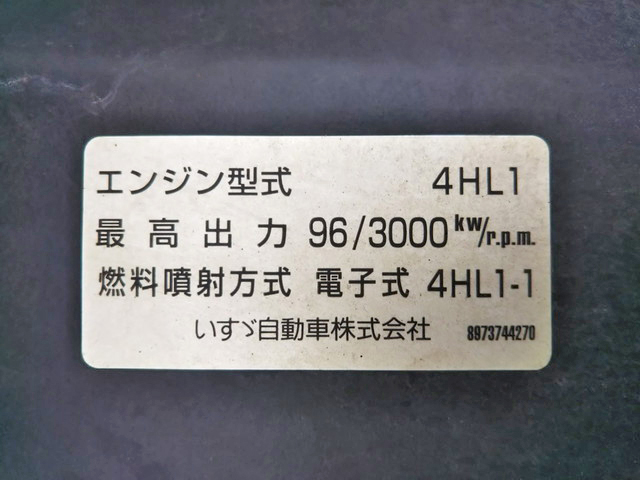 エンジン型式 4HL1
最高出力 96/3000 kw/r.p.m.
燃料噴射方式 電子式 4HL1-1
いすゞ自動車株式会社 8973744270